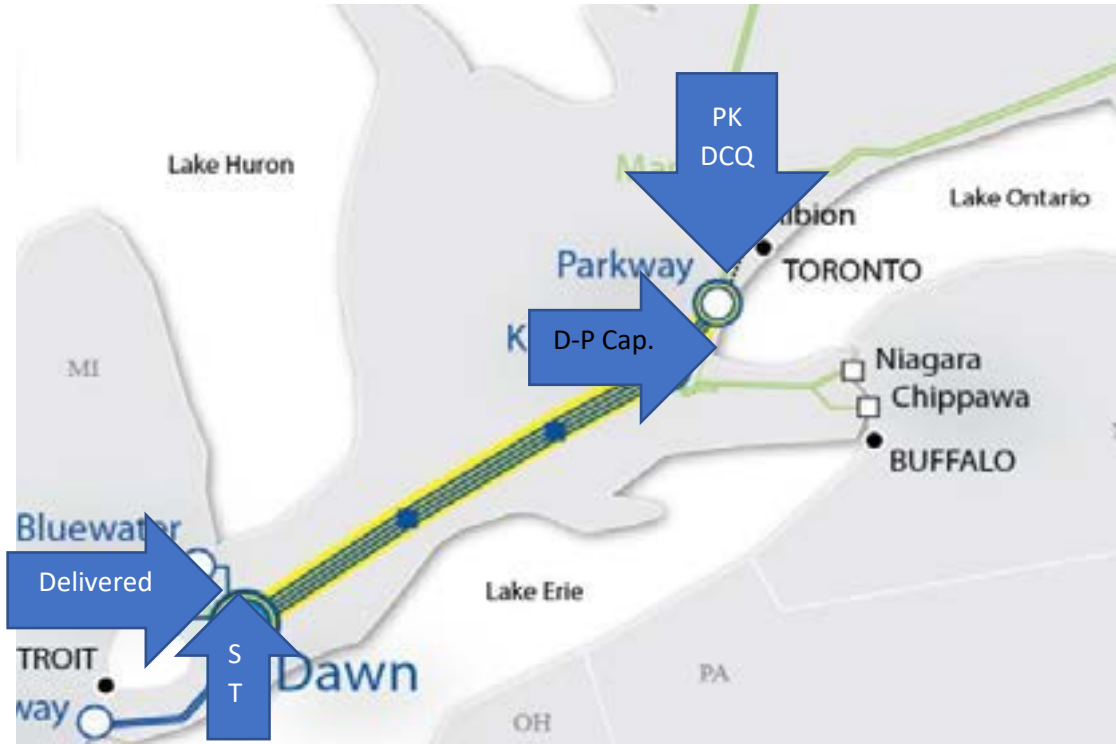 PK
DCQ
Lake Huron
Lake Ontario
Albion
TORONTO
Parkway
D-P Cap.
MI
Niagara
Chippawa
BUFFALO
Bluewater
Delivered
Lake Erie
S
T
TROIT
Dawn
PA
way
OH